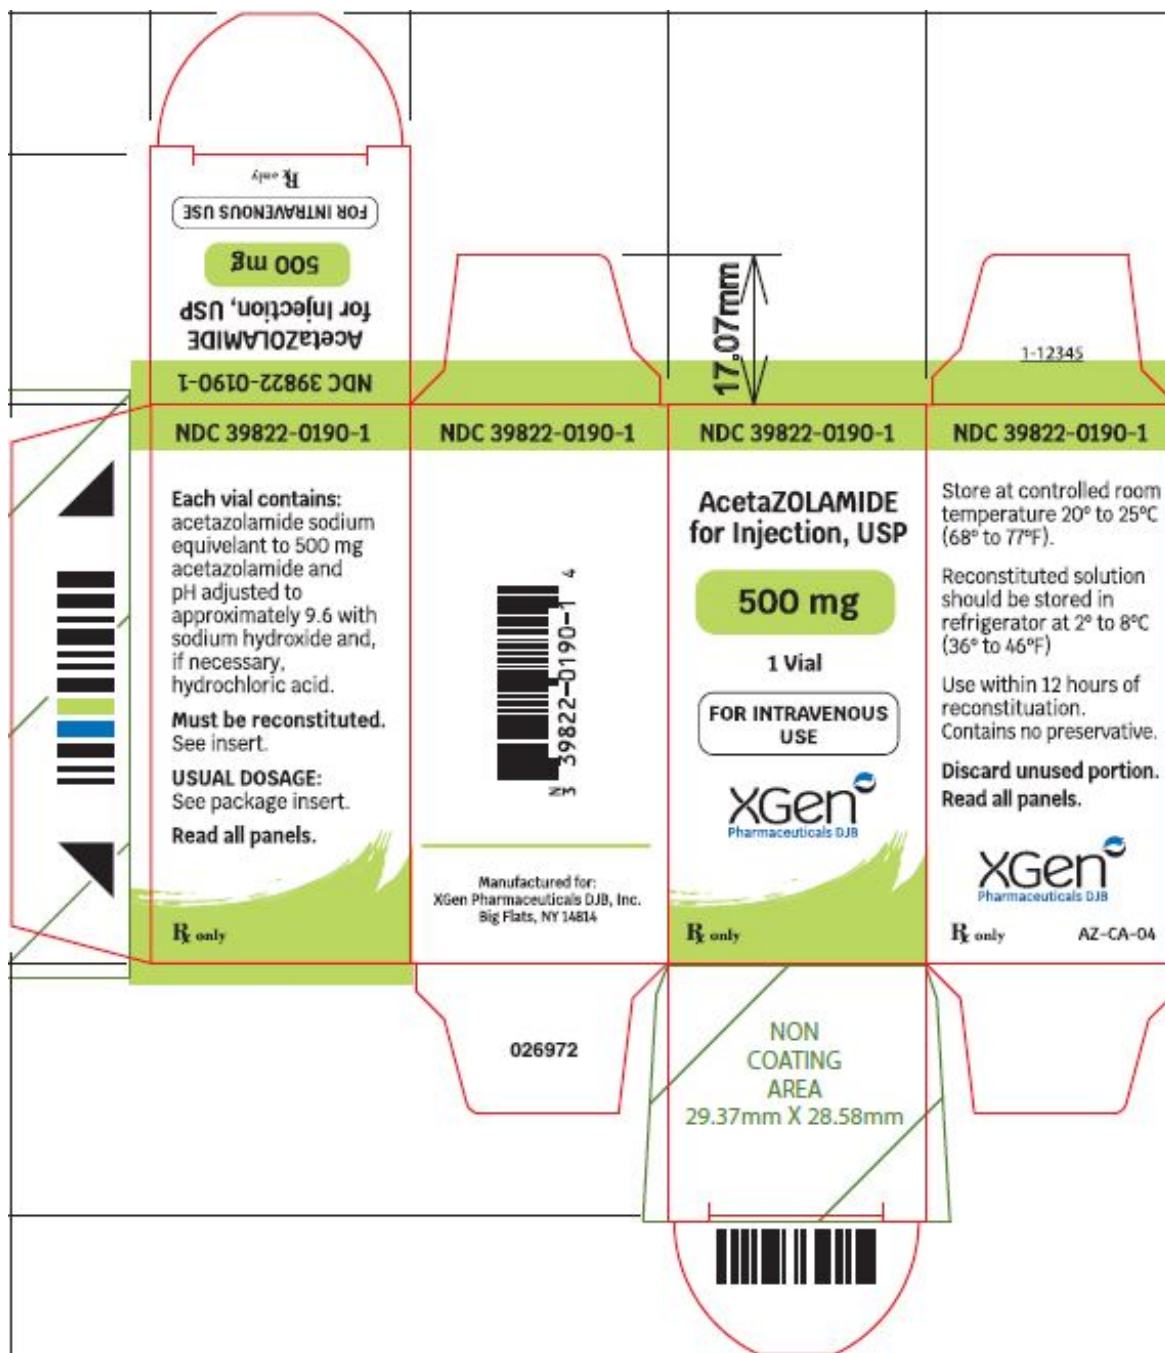 Rx only
FOR INTRAVENOUS USE
500 mg
AcetaZOLAMIDE
for Injection, USP
NDC 39822-0190-1
17.07mm
1-12345
NDC 39822-0190-1
Each vial contains:
acetazolamide sodium
equivelant to 500 mg
acetazolamide and
pH adjusted to
approximately 9.6 with
sodium hydroxide and,
if necessary,
hydrochloric acid.
Must be reconstituted.
See insert.
USUAL DOSAGE:
See package insert.
Read all panels.
Rx only
NDC 39822-0190-1
N
3 39822-0190-1 4
Manufactured for:
XGen Pharmaceuticals DJB, Inc.
Big Flats, NY 14814
026972
NDC 39822-0190-1
AcetaZOLAMIDE
for Injection, USP
500 mg
1 Vial
FOR INTRAVENOUS
USE
XGen
Pharmaceuticals DJB
Rx only
NON
COATING
AREA
29.37mm X 28.58mm
NDC 39822-0190-1
Store at controlled room
temperature 20° to 25°C
(68° to 77°F).
Reconstituted solution
should be stored in
refrigerator at 2° to 8°C
(36° to 46°F)
Use within 12 hours of
reconstituation.
Contains no preservative.
Discard unused portion.
Read all panels.
XGen
Pharmaceuticals DJB
Rx only AZ-CA-04